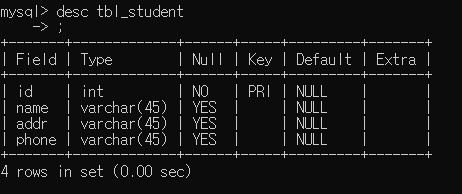 mysql> desc tbl_student
    -> ;
+-------+-------------+------+-----+---------+-------+
| Field | Type        | Null | Key | Default | Extra |
+-------+-------------+------+-----+---------+-------+
| id    | int         | NO   | PRI | NULL    |       |
| name  | varchar(45) | YES  |     | NULL    |       |
| addr  | varchar(45) | YES  |     | NULL    |       |
| phone | varchar(45) | YES  |     | NULL    |       |
+-------+-------------+------+-----+---------+-------+
4 rows in set (0.00 sec)